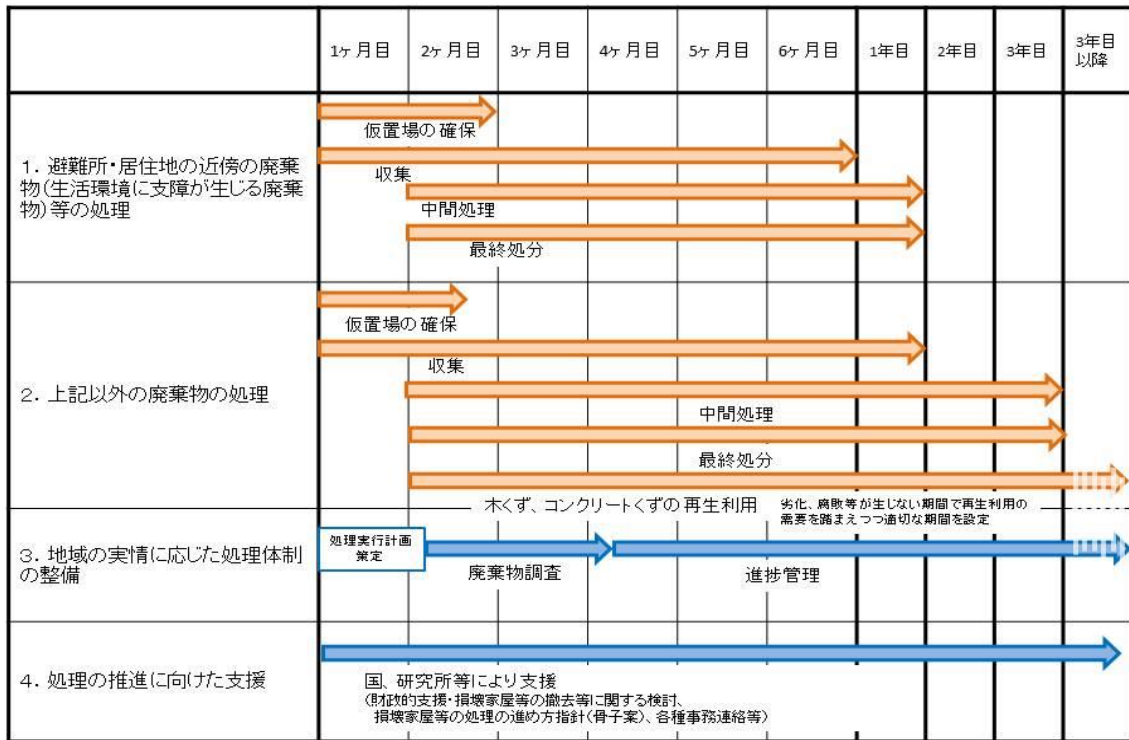 1ヶ月目 2ヶ月目 3ヶ月目 4ヶ月目 5ヶ月目 6ヶ月目 1年目 2年目 3年目 3年目
以降
1．避難所・居住地の近傍の廃棄
物(生活環境に支障が生じる廃棄
物)等の処理
仮置場の確保
収集
中間処理
最終処分
2．上記以外の廃棄物の処理
仮置場の確保
収集
中間処理
最終処分
木くず、コンクリートくずの再生利用
劣化、腐敗等が生じない期間で再生利用の
需要を踏まえつつ適切な期間を設定
3．地域の実情に応じた処理体制
の整備
処理実行計画
策定
廃棄物調査
進捗管理
4．処理の推進に向けた支援
国、研究所等により支援
(財政的支援・損壊家屋等の撤去等に関する検討、
損壊家屋等の処理の進め方指針(骨子案)、各種事務連絡等)